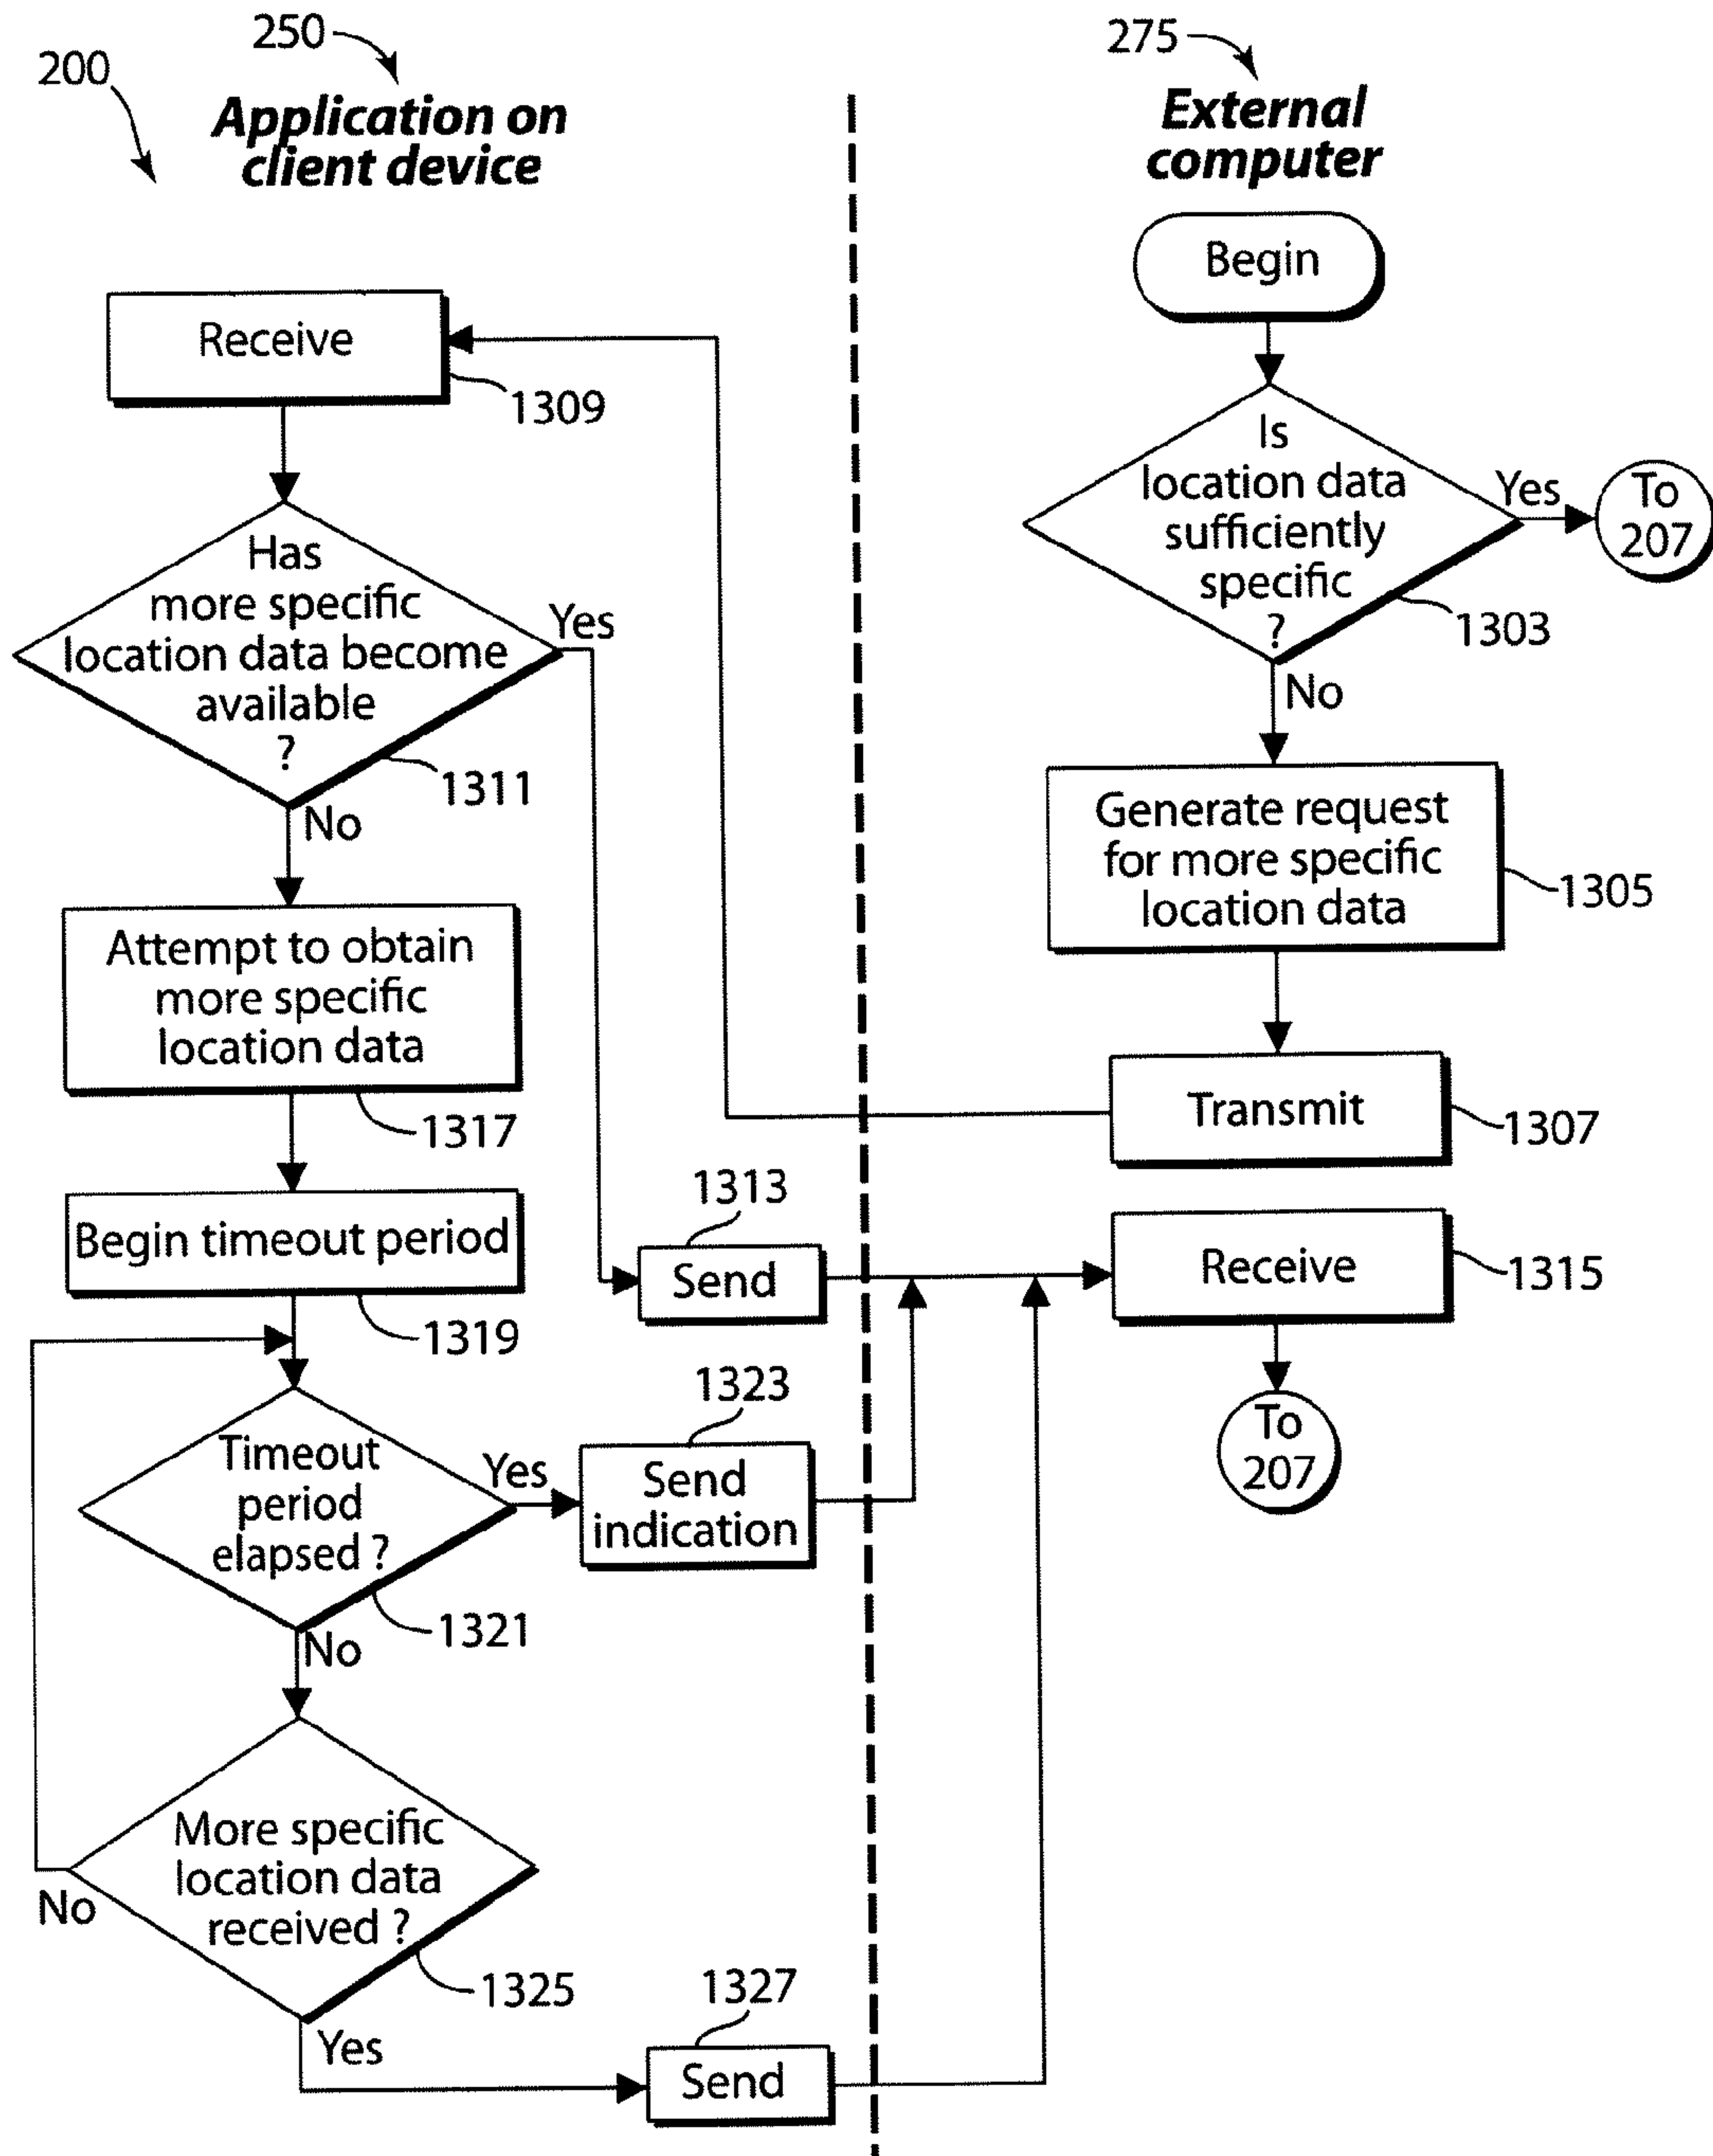 200
250
Application on
client device
275
External
computer
Begin
Receive
1309
Is
location data
sufficiently
specific
?
Yes
To
207
1303
No
Has
more specific
location data become
available
?
Yes
1311
No
Generate request
for more specific
location data
1305
Attempt to obtain
more specific
location data
1317
Transmit
1307
Begin timeout period
1319
1313
Send
Receive
1315
To
207
Timeout
period
elapsed ?
Yes
1321
No
1323
Send
indication
More specific
location data
received ?
No
1325
Yes
1327
Send